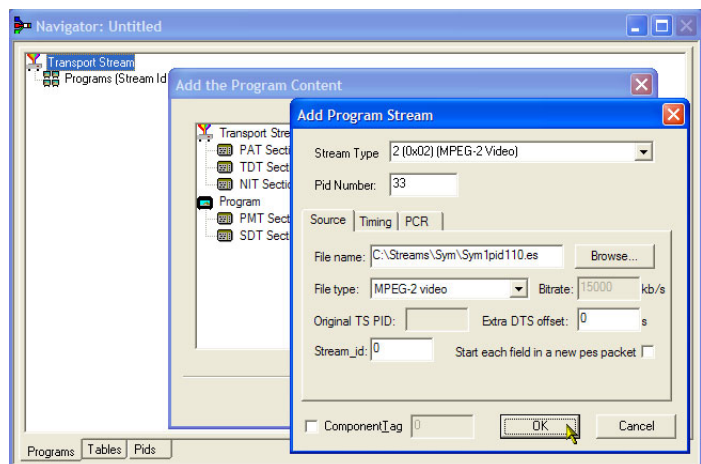 Navigator: Untitled
Transport Stream
Programs (Stream Id
Add the Program Content
Transport Stre
PAT Secti
TDT Sect
NIT Sectio
Program
PMT Sect
SDT Sect
Add Program Stream
Stream Type 2 (0x02) (MPEG-2 Video)
Pid Number: 33
Source Timing PCR
File name: C:\Streams\Sym\Sym1pid110.es Browse...
File type: MPEG-2 video Bitrate: 15000 kb/s
Original TS PID: Extra DTS offset: 0 s
Stream_id: 0 Start each field in a new pes packet
ComponentTag 0 OK Cancel
Programs Tables Pids